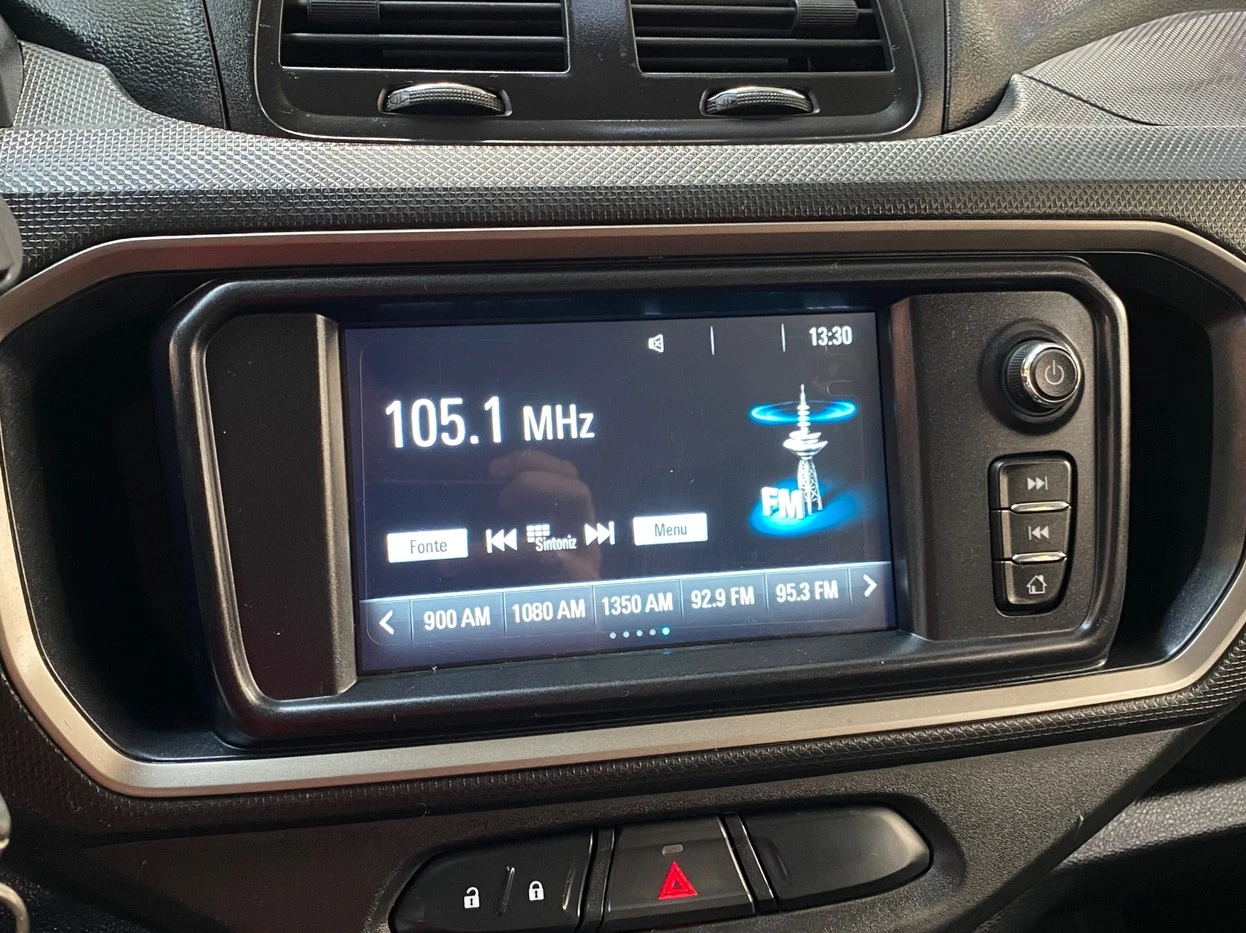 13:30
105.1 MHz
FM
Fonte Sintoniz Menu
900 AM 1080 AM 1350 AM 92.9 FM 95.3 FM